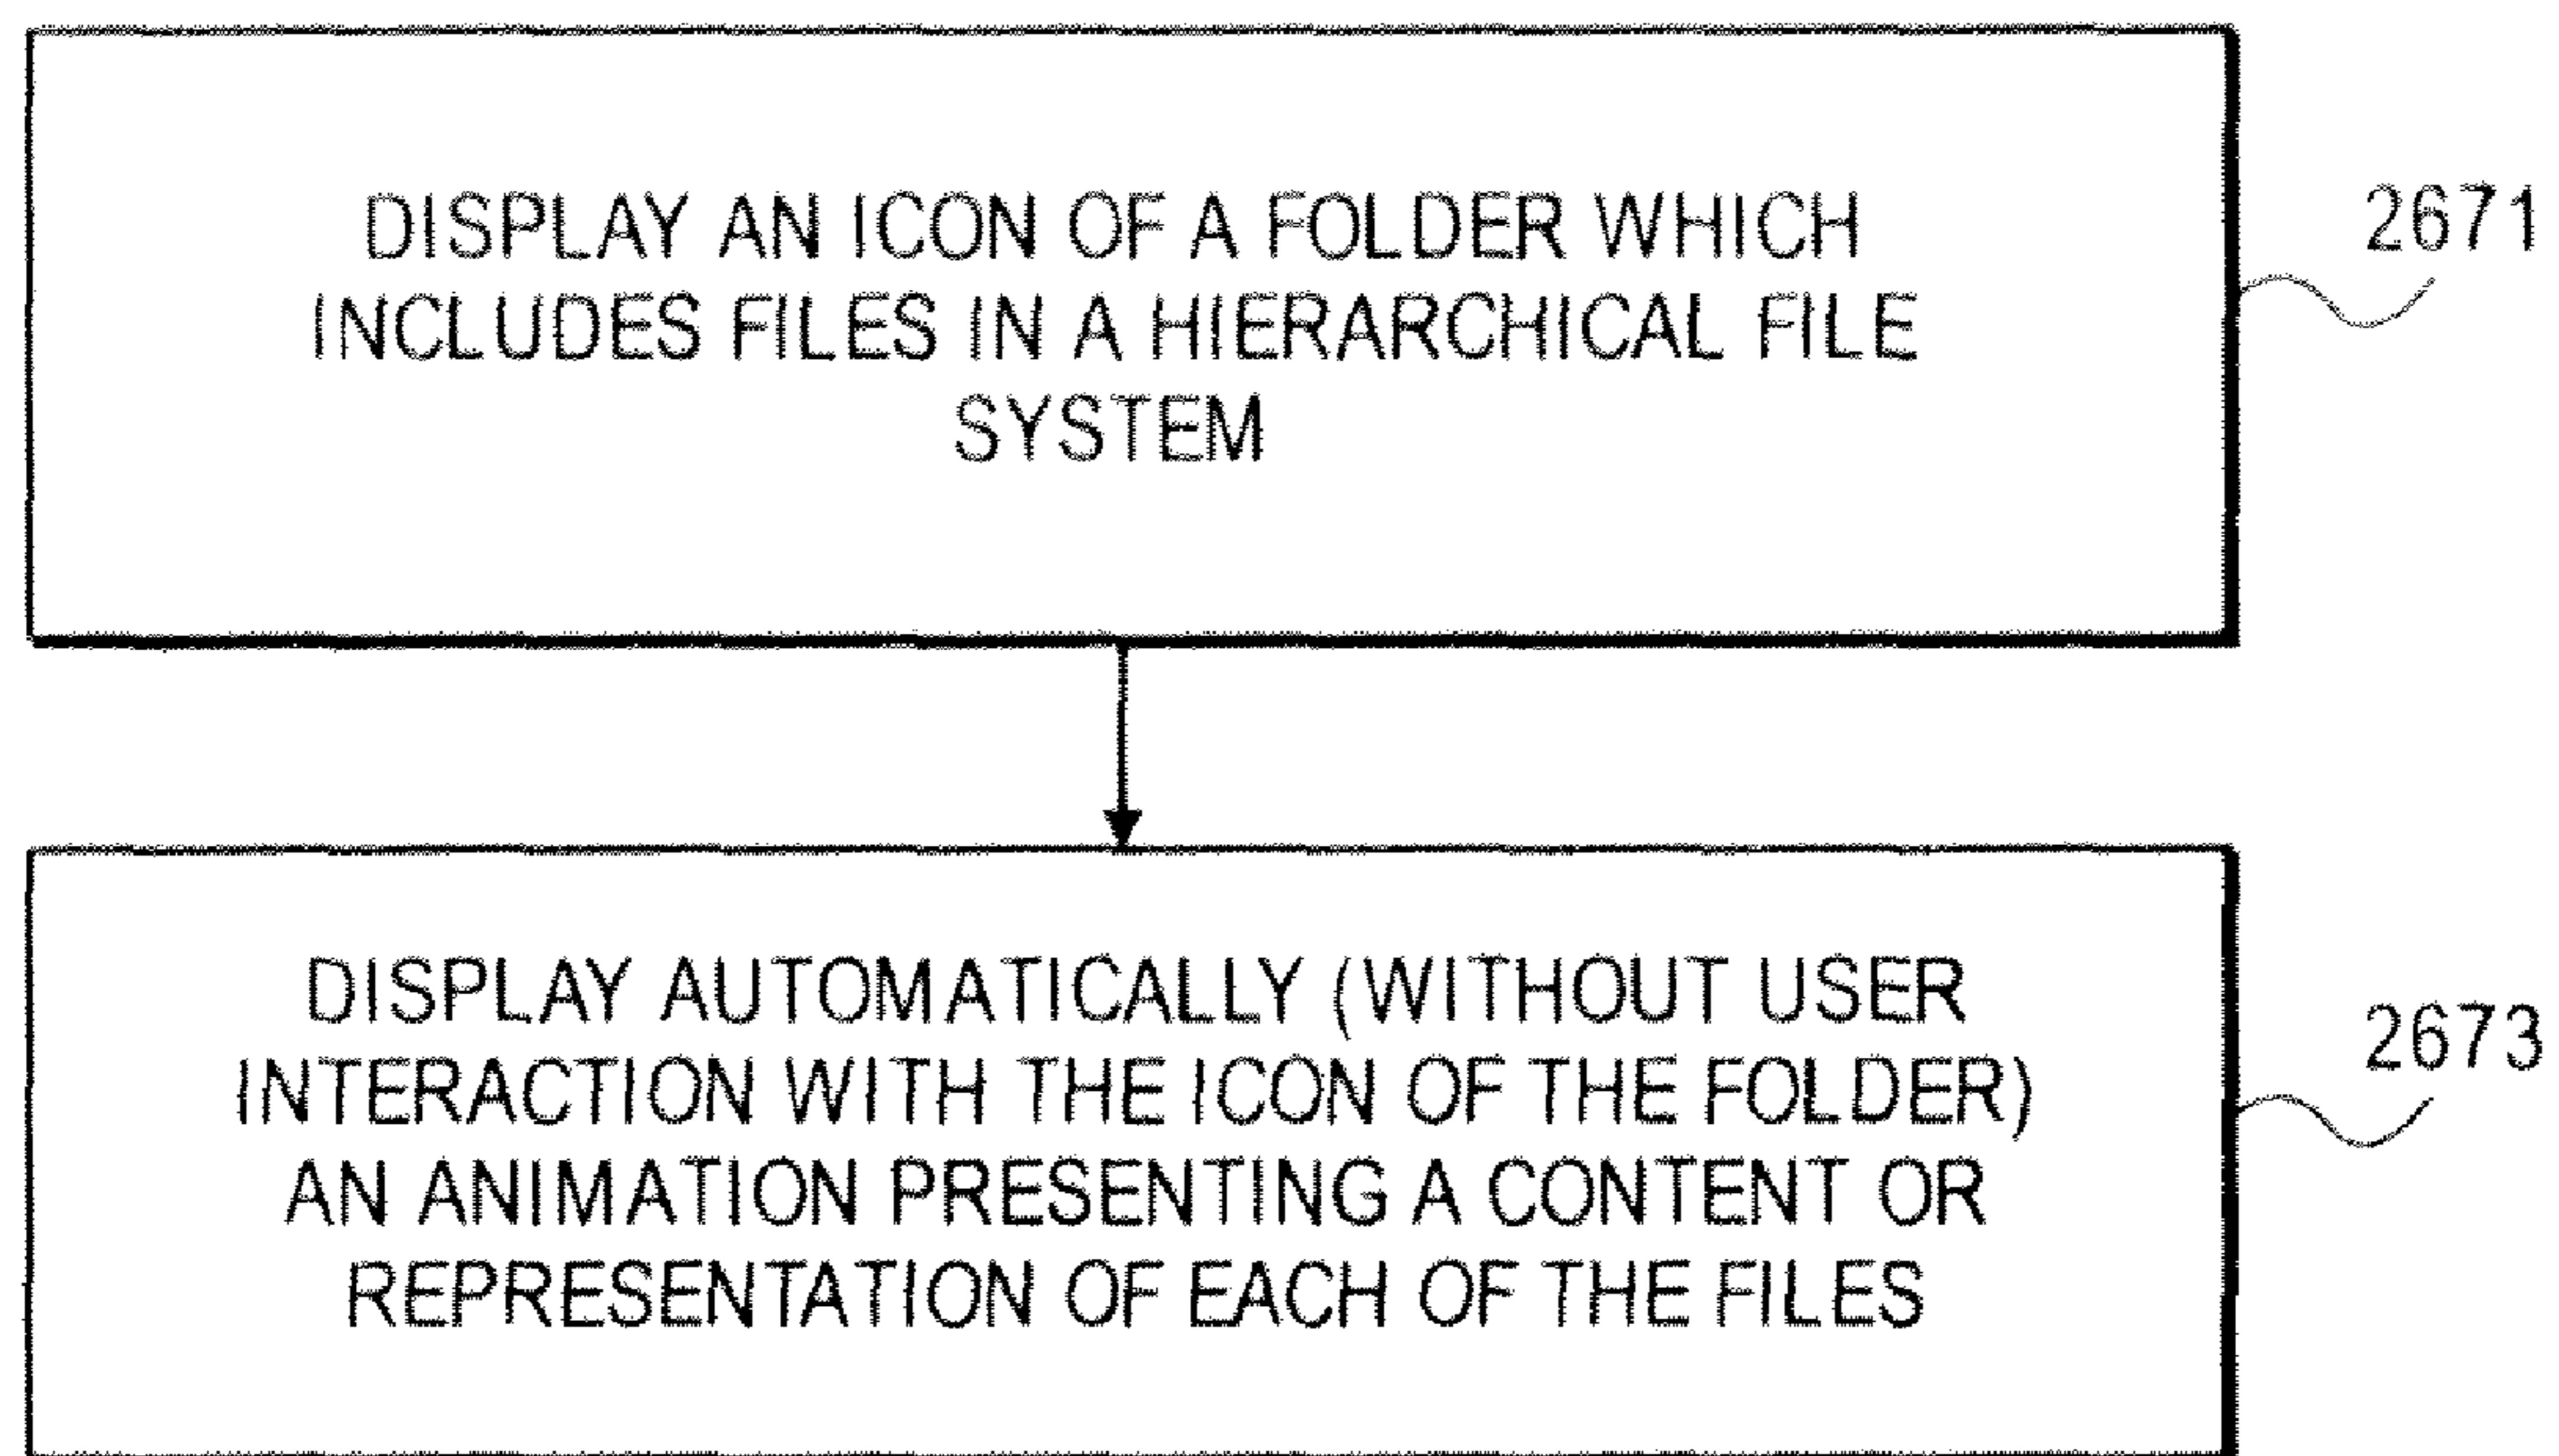 DISPLAY AN ICON OF A FOLDER WHICH
INCLUDES FILES IN A HIERARCHICAL FILE
SYSTEM
2671
DISPLAY AUTOMATICALLY (WITHOUT USER
INTERACTION WITH THE ICON OF THE FOLDER)
AN ANIMATION PRESENTING A CONTENT OR
REPRESENTATION OF EACH OF THE FILES
2673